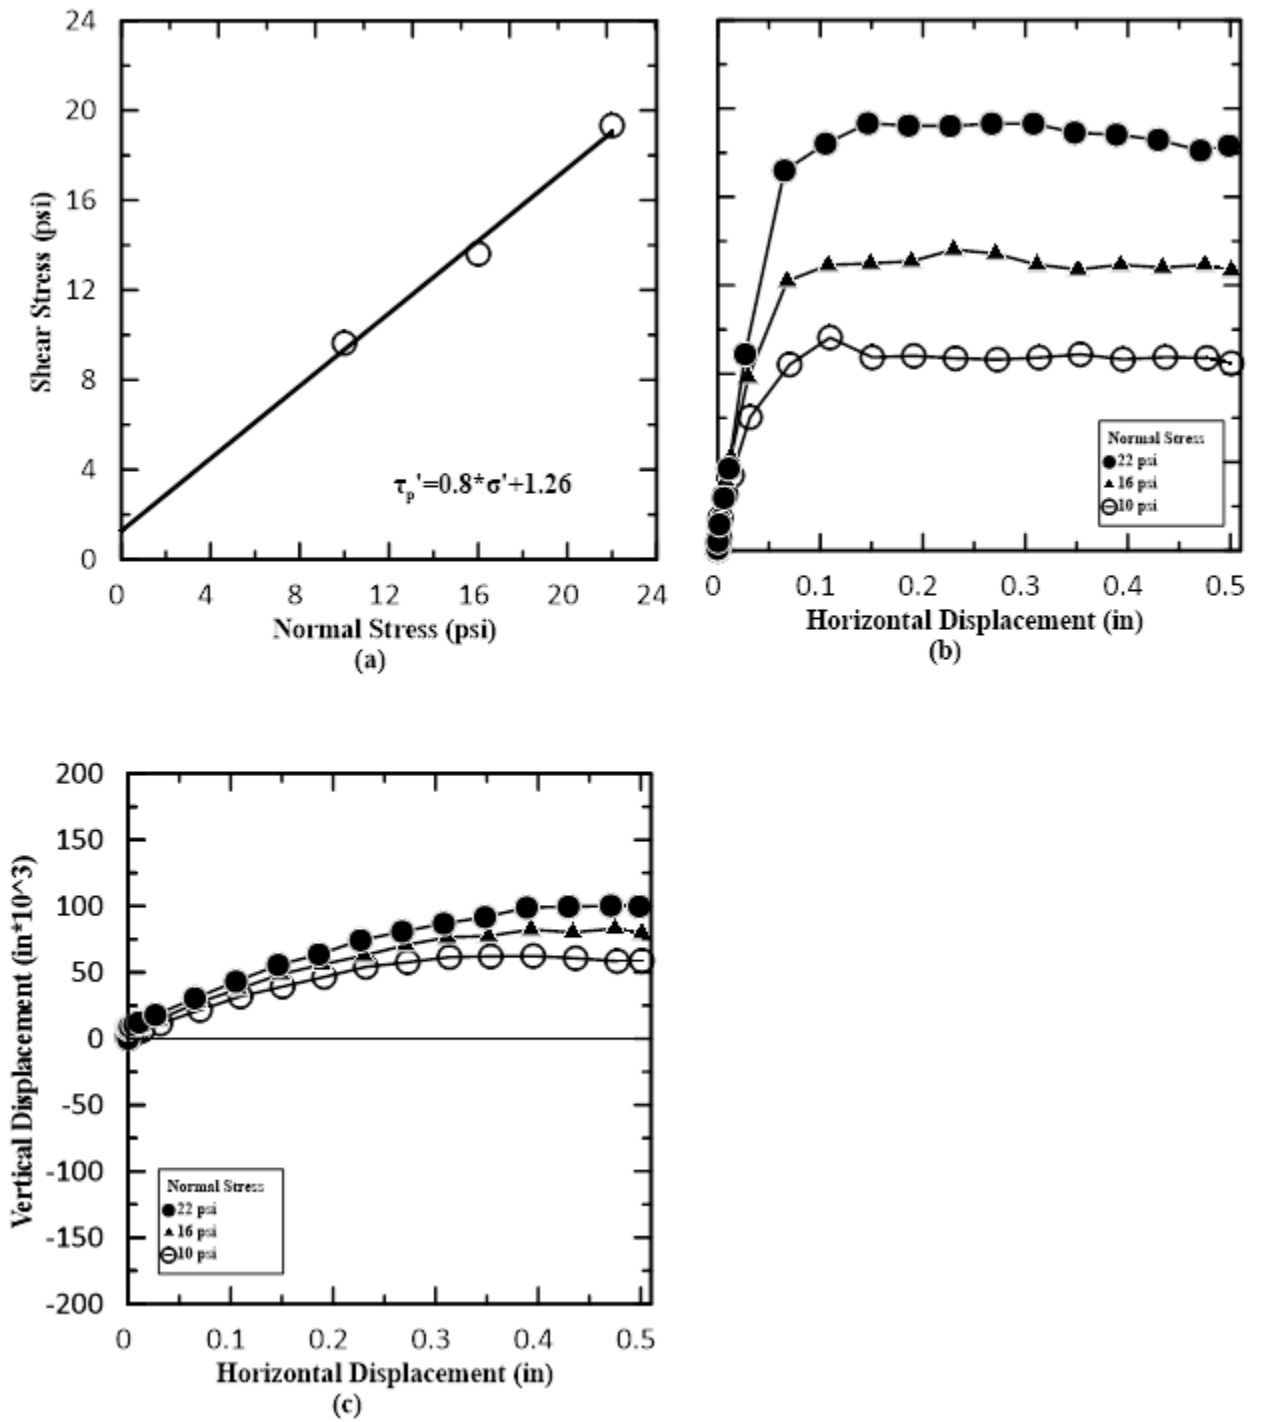 24
20
16
12
8
4
0
Shear Stress (psi)
τp'=0.8*σ'+1.26
0 4 8 12 16 20 24
Normal Stress (psi)
(a)
Normal Stress
22 psi
16 psi
10 psi
0 0.1 0.2 0.3 0.4 0.5
Horizontal Displacement (in)
(b)
200
150
100
50
0
-50
-100
-150
-200
Vertical Displacement (in*10^3)
Normal Stress
22 psi
16 psi
10 psi
0 0.1 0.2 0.3 0.4 0.5
Horizontal Displacement (in)
(c)